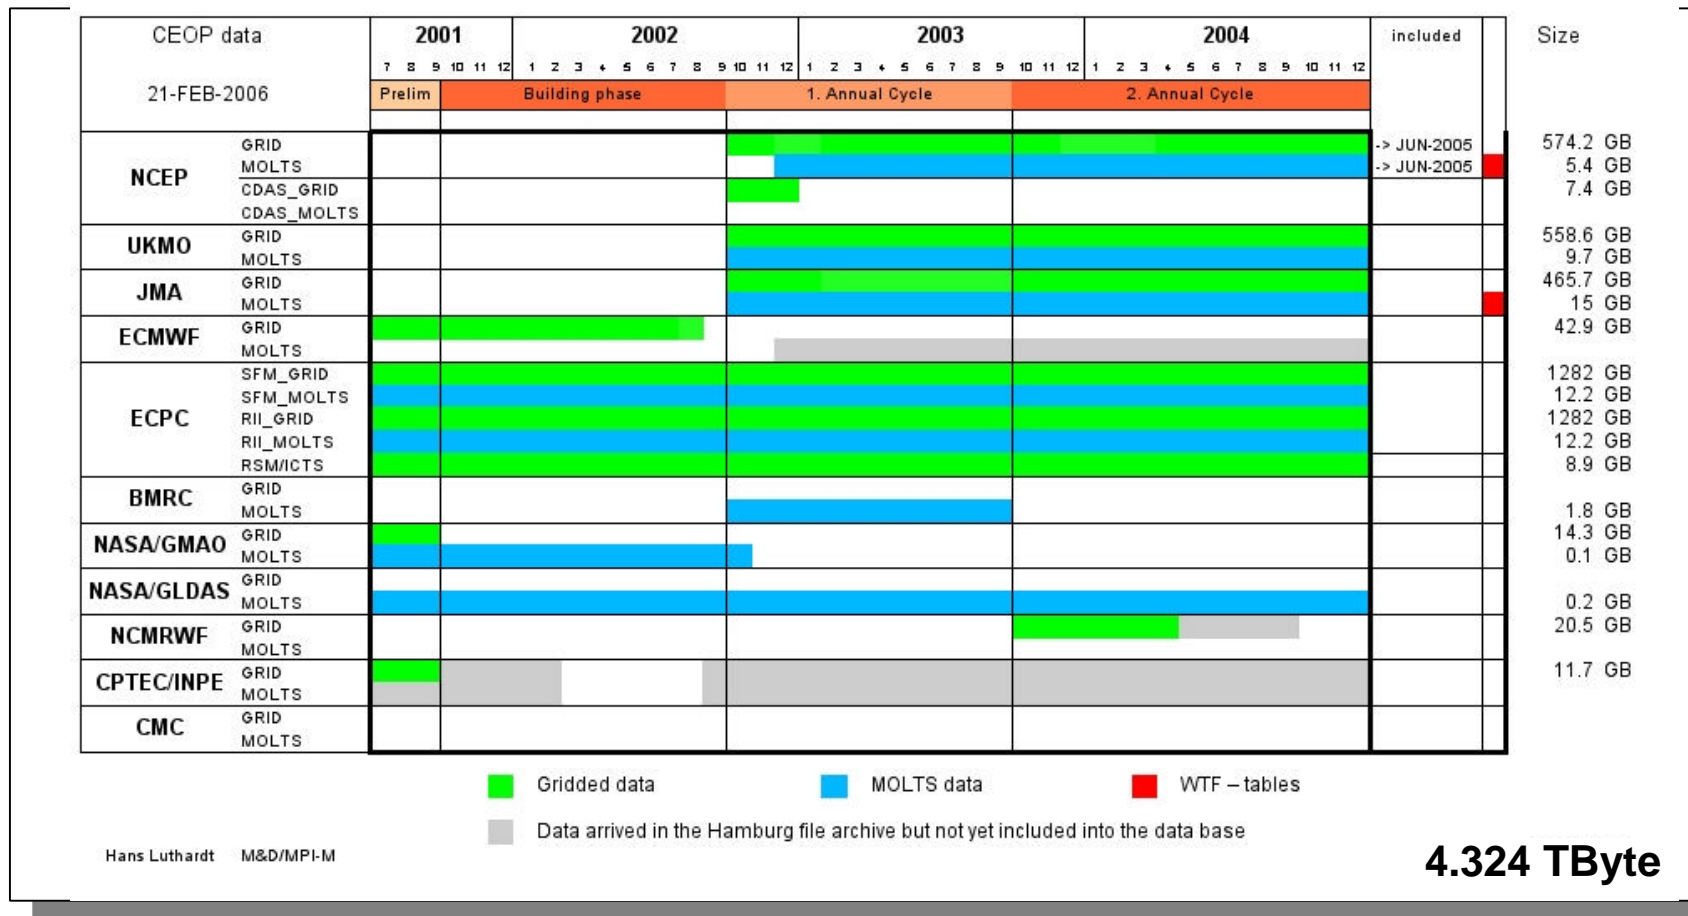 CEOP data 2001 2002 2003 2004 included Size
7 8 9 10 11 12 1 2 3 4 5 6 7 8 9 10 11 12 1 2 3 4 5 6 7 8 9 10 11 12 1 2 3 4 5 6 7 8 9 10 11 12
21-FEB-2006 Prelim Building phase 1. Annual Cycle 2. Annual Cycle
NCEP
GRID -> JUN-2005 574.2 GB
MOLTS -> JUN-2005 5.4 GB
CDAS_GRID 7.4 GB
CDAS_MOLTS
UKMO
GRID 558.6 GB
MOLTS 9.7 GB
JMA
GRID 465.7 GB
MOLTS 15 GB
ECMWF
GRID 42.9 GB
MOLTS
ECPC
SFM_GRID 1282 GB
SFM_MOLTS 12.2 GB
RII_GRID 1282 GB
RII_MOLTS 12.2 GB
RSM/ICTS 8.9 GB
BMRC
GRID
MOLTS 1.8 GB
NASA/GMAO
GRID 14.3 GB
MOLTS 0.1 GB
NASA/GLDAS
GRID
MOLTS 0.2 GB
NCMRWF
GRID 20.5 GB
MOLTS
CPTEC/INPE
GRID 11.7 GB
MOLTS
CMC
GRID
MOLTS
Gridded data MOLTS data WTF – tables
Data arrived in the Hamburg file archive but not yet included into the data base
Hans Luthardt M&D/MPI-M
4.324 TByte